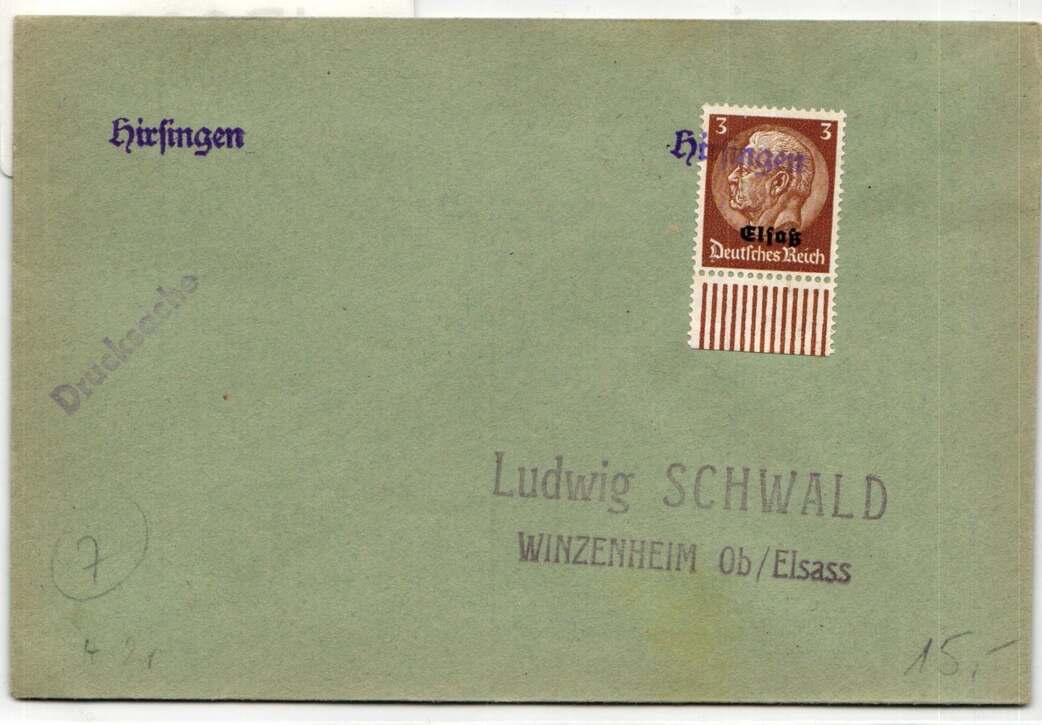 Hirsingen
Hirsingen
3 3
Elsaß
Deutsches Reich
Drucksache
Ludwig SCHWALD
WINZENHEIM Ob/Elsass
7
15,-